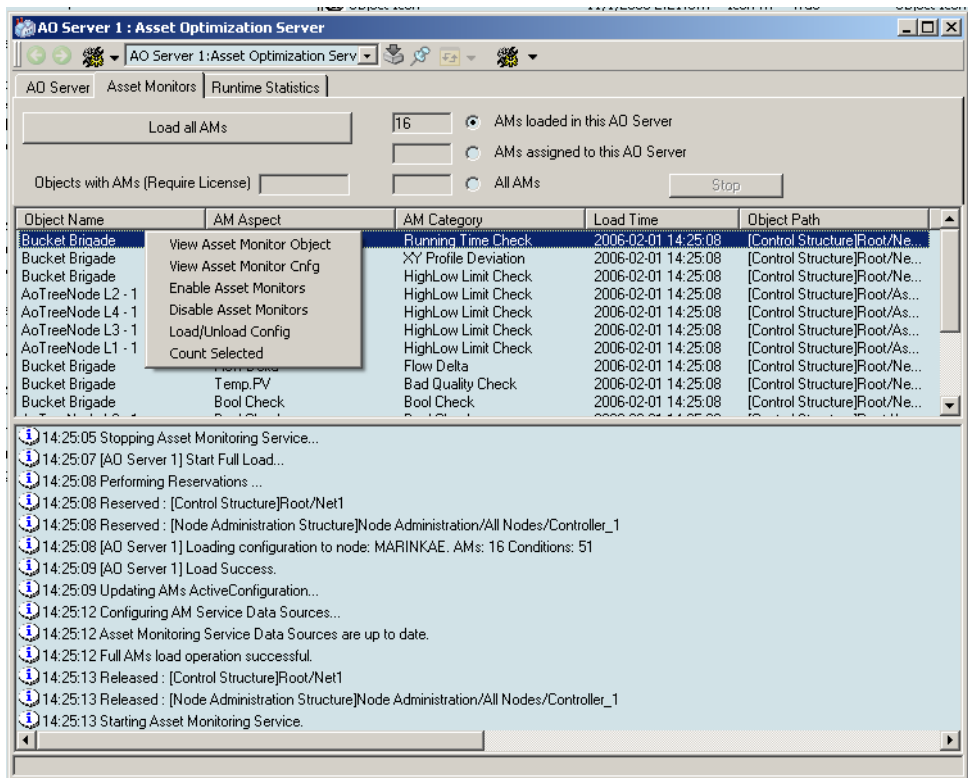 Object Icon
AO Server 1 : Asset Optimization Server
AO Server 1:Asset Optimization Serv
AO Server Asset Monitors Runtime Statistics
Load all AMs 16 AMs loaded in this AO Server
AMs assigned to this AO Server
Objects with AMs (Require License) All AMs Stop
Object Name AM Aspect AM Category Load Time Object Path
Bucket Brigade Running Time Check 2006-02-01 14:25:08 [Control Structure]Root/Ne...
Bucket Brigade XY Profile Deviation 2006-02-01 14:25:08 [Control Structure]Root/Ne...
Bucket Brigade HighLow Limit Check 2006-02-01 14:25:08 [Control Structure]Root/Ne...
AoTreeNode L2 - 1 HighLow Limit Check 2006-02-01 14:25:08 [Control Structure]Root/As...
AoTreeNode L4 - 1 HighLow Limit Check 2006-02-01 14:25:08 [Control Structure]Root/As...
AoTreeNode L3 - 1 HighLow Limit Check 2006-02-01 14:25:08 [Control Structure]Root/As...
AoTreeNode L1 - 1 HighLow Limit Check 2006-02-01 14:25:08 [Control Structure]Root/As...
Bucket Brigade Flow Delta 2006-02-01 14:25:08 [Control Structure]Root/Ne...
Bucket Brigade Temp.PV Bad Quality Check 2006-02-01 14:25:08 [Control Structure]Root/Ne...
Bucket Brigade Bool Check Bool Check 2006-02-01 14:25:08 [Control Structure]Root/Ne...
View Asset Monitor Object
View Asset Monitor Cnfg
Enable Asset Monitors
Disable Asset Monitors
Load/Unload Config
Count Selected
14:25:05 Stopping Asset Monitoring Service...
14:25:07 [AO Server 1] Start Full Load...
14:25:08 Performing Reservations ...
14:25:08 Reserved : [Control Structure]Root/Net1
14:25:08 Reserved : [Node Administration Structure]Node Administration/All Nodes/Controller_1
14:25:08 [AO Server 1] Loading configuration to node: MARINKAE. AMs: 16 Conditions: 51
14:25:09 [AO Server 1] Load Success.
14:25:09 Updating AMs ActiveConfiguration...
14:25:12 Configuring AM Service Data Sources...
14:25:12 Asset Monitoring Service Data Sources are up to date.
14:25:12 Full AMs load operation successful.
14:25:13 Released : [Control Structure]Root/Net1
14:25:13 Released : [Node Administration Structure]Node Administration/All Nodes/Controller_1
14:25:13 Starting Asset Monitoring Service.